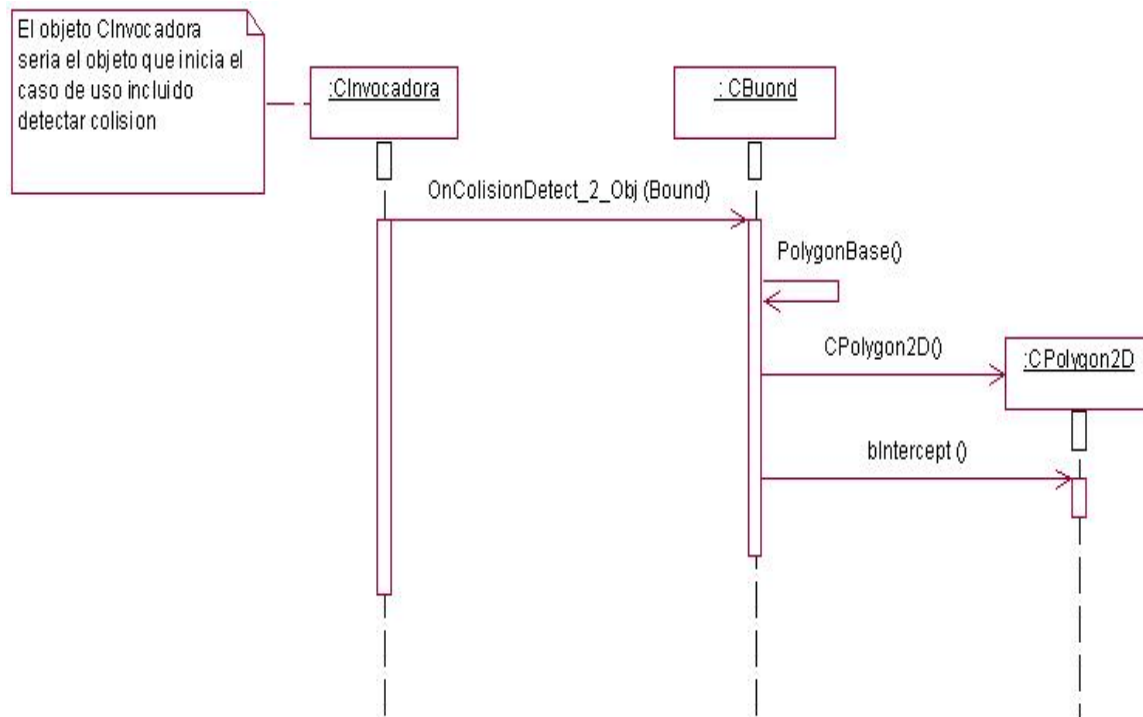 El objeto CInvocadora
seria el objeto que inicia el
caso de uso incluido
detectar colision
:CInvocadora
: CBuond
OnColisionDetect_2_Obj (Bound)
PolygonBase()
CPolygon2D()
:CPolygon2D
bIntercept ()